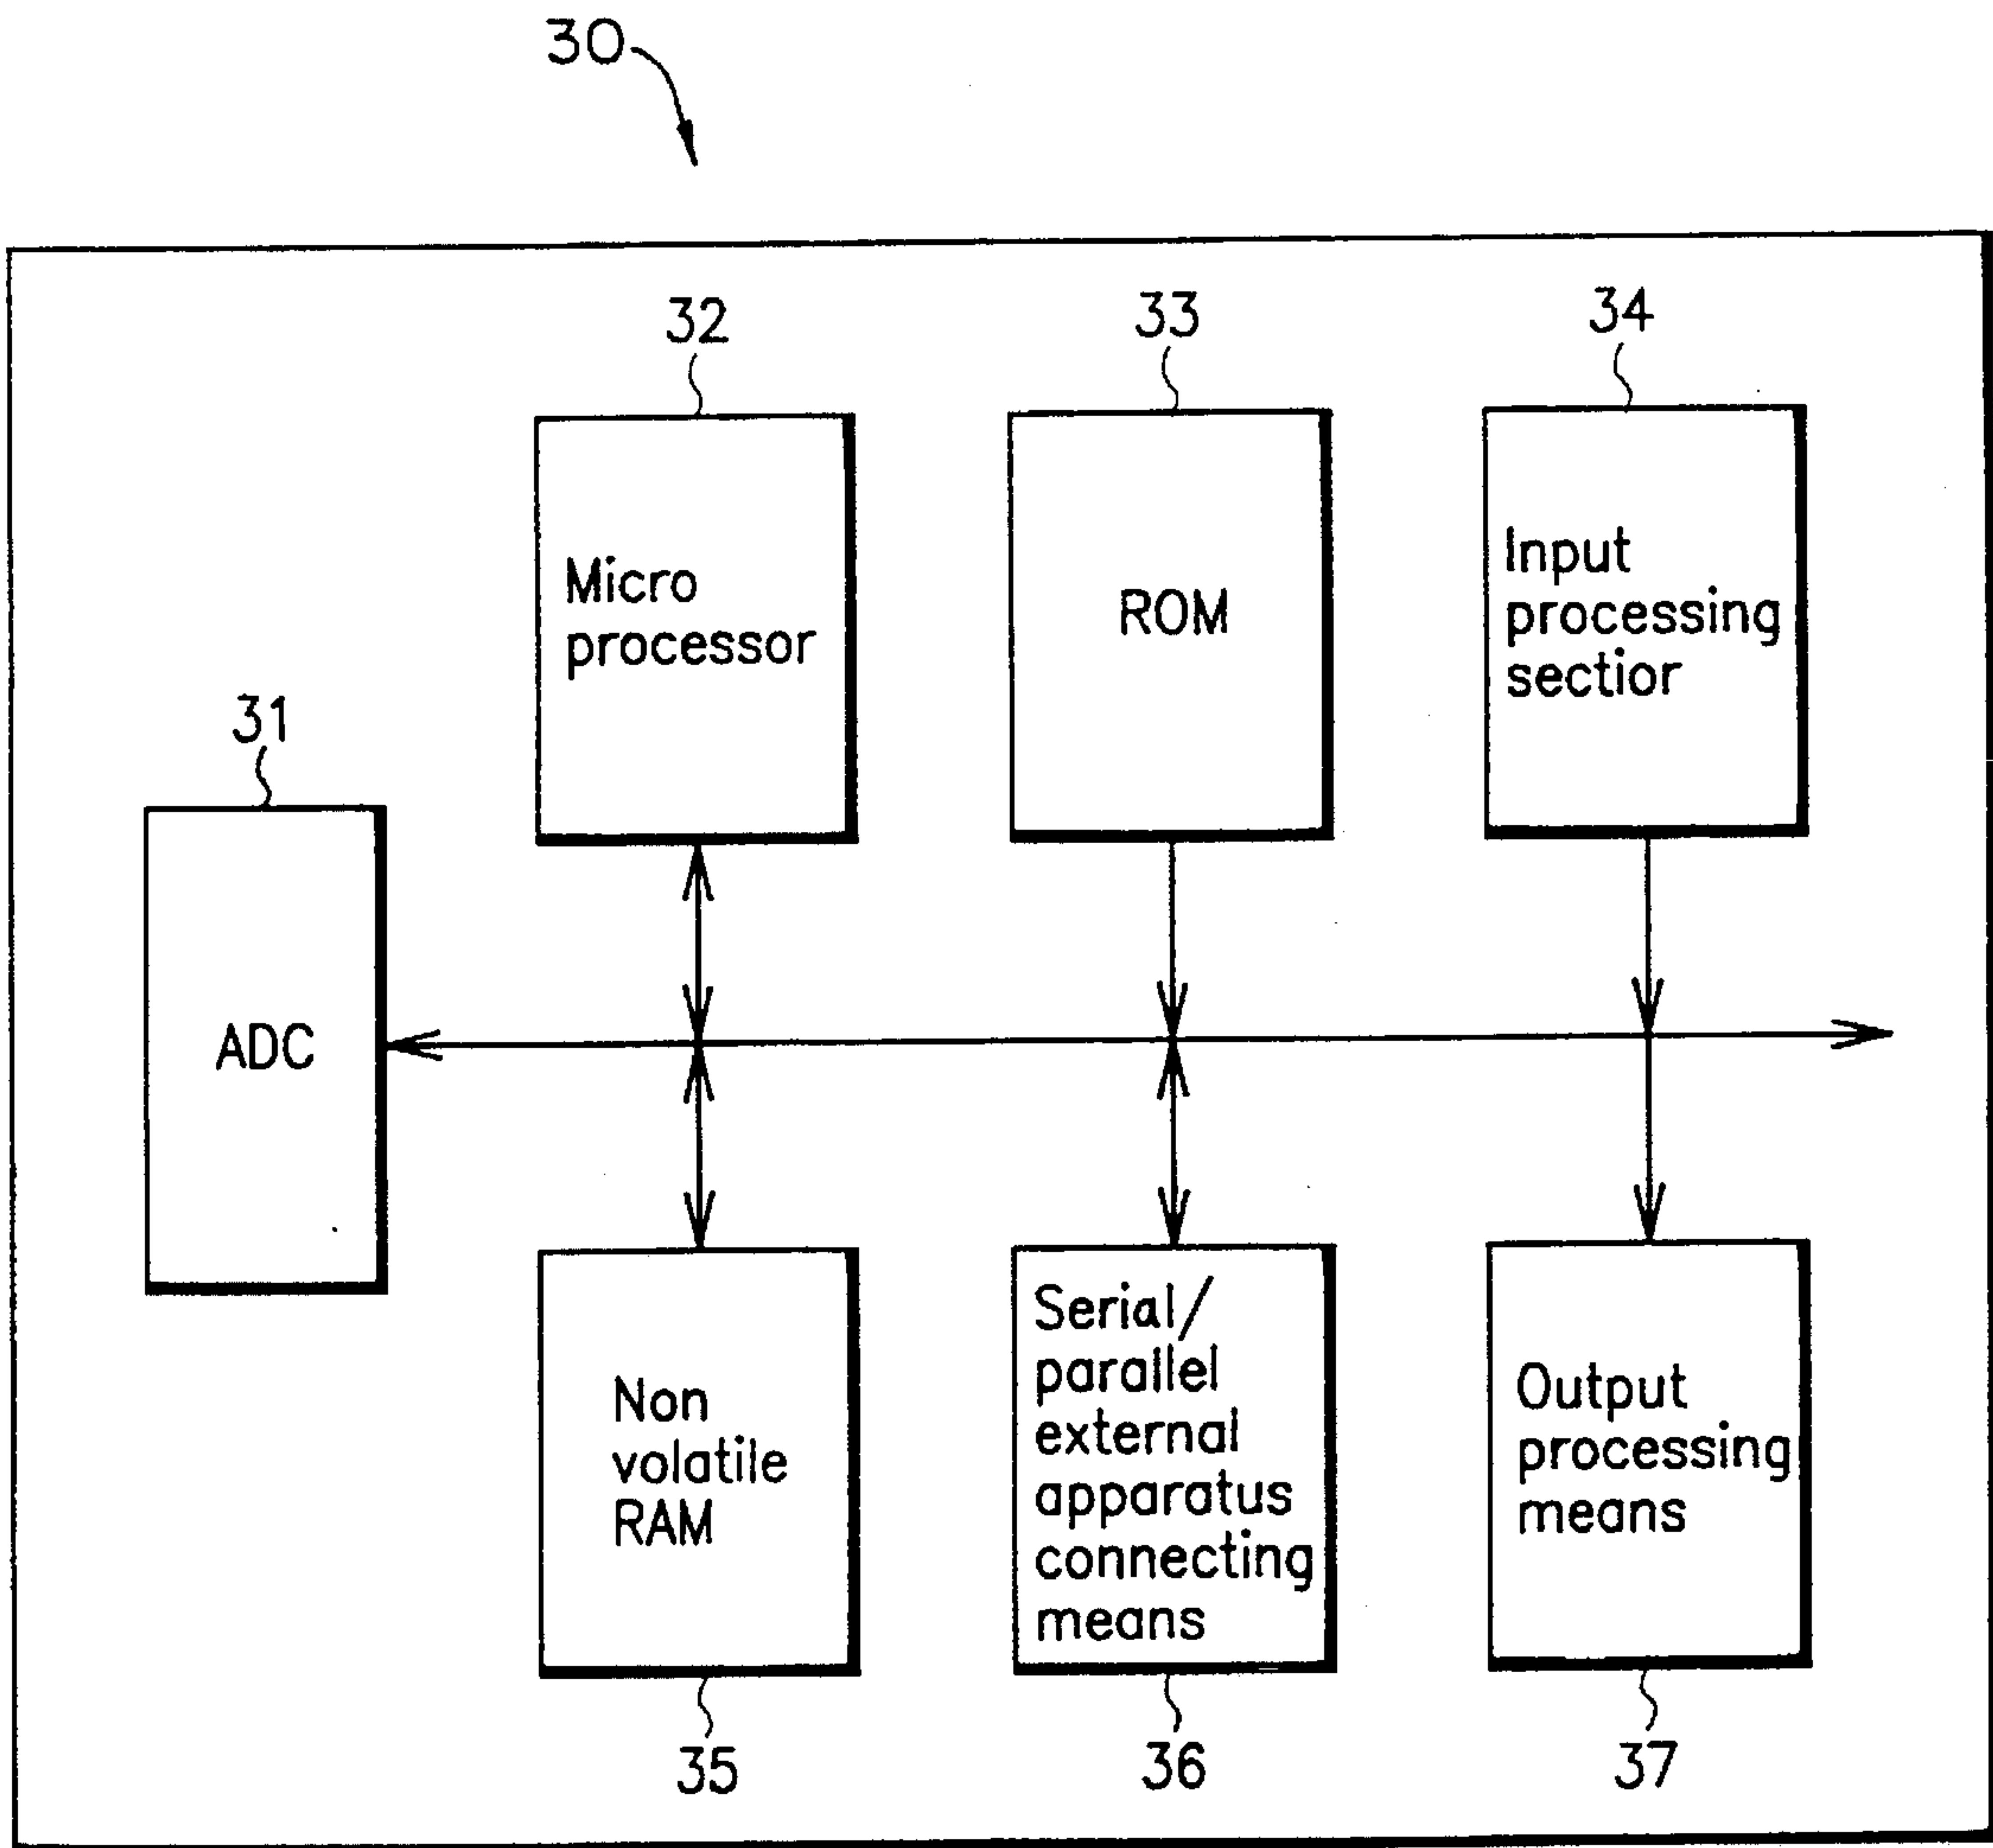 30
32
33
34
Micro
processor
ROM
Input
processing
sectior
31
ADC
Non
volatile
RAM
Serial/
parallel
external
apparatus
connecting
means
Output
processing
means
35
36
37